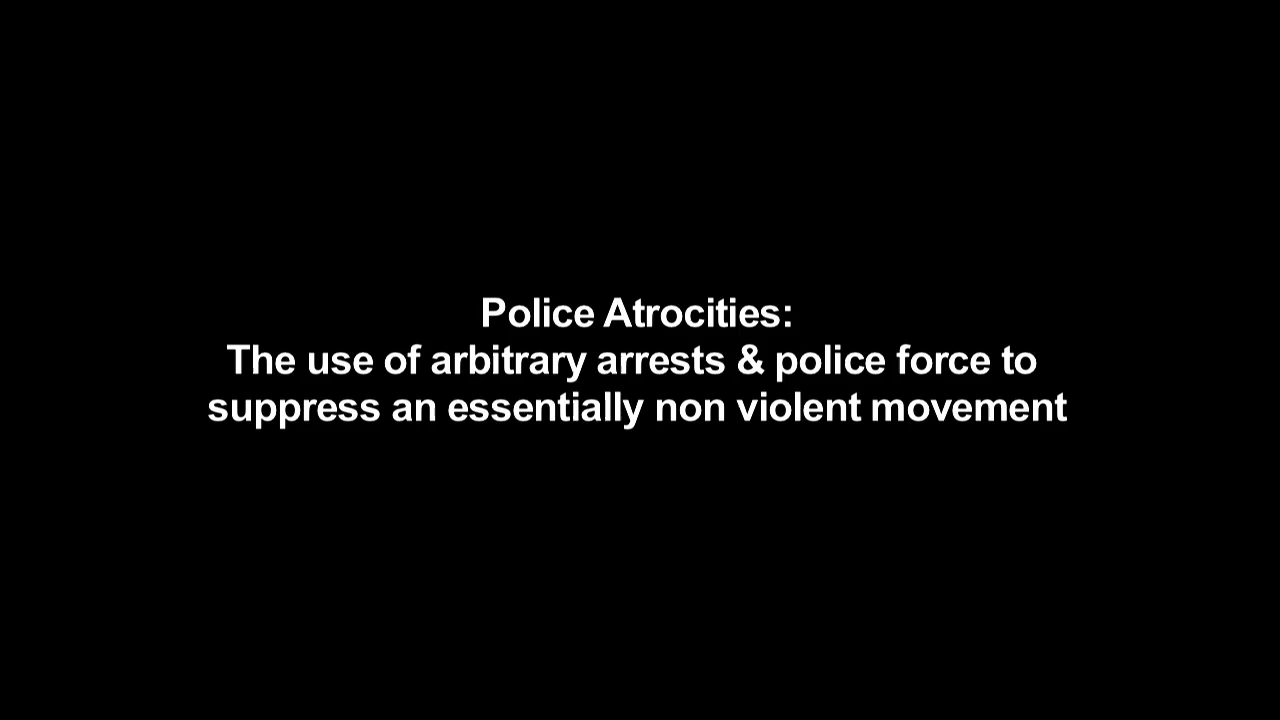 Police Atrocities:
The use of arbitrary arrests & police force to
suppress an essentially non violent movement